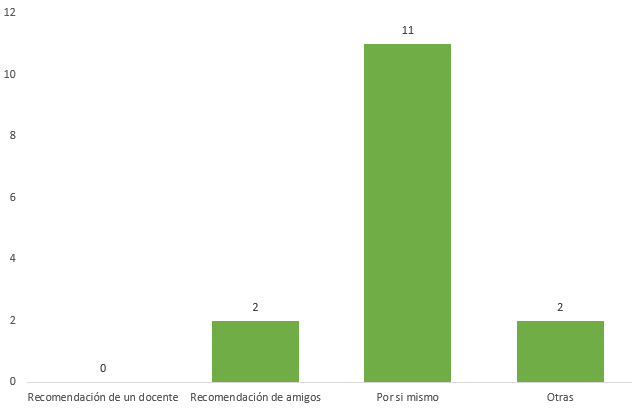 12
11
10
8
6
4
2
2
2
0
0
Recomendación de un docente
Recomendación de amigos
Por si mismo
Otras